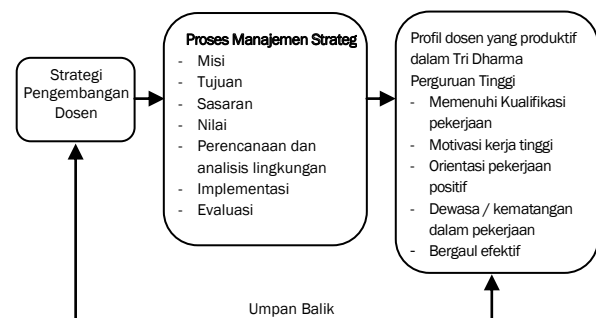 Strategi
Pengembangan
Dosen
Proses Manajemen Strateg
- Misi
- Tujuan
- Sasaran
- Nilai
- Perencanaan dan
analisis lingkungan
- Implementasi
- Evaluasi
Profil dosen yang produktif
dalam Tri Dharma
Perguruan Tinggi
- Memenuhi Kualifikasi
pekerjaan
- Motivasi kerja tinggi
- Orientasi pekerjaan
positif
- Dewasa / kematangan
dalam pekerjaan
- Bergaul efektif
Umpan Balik